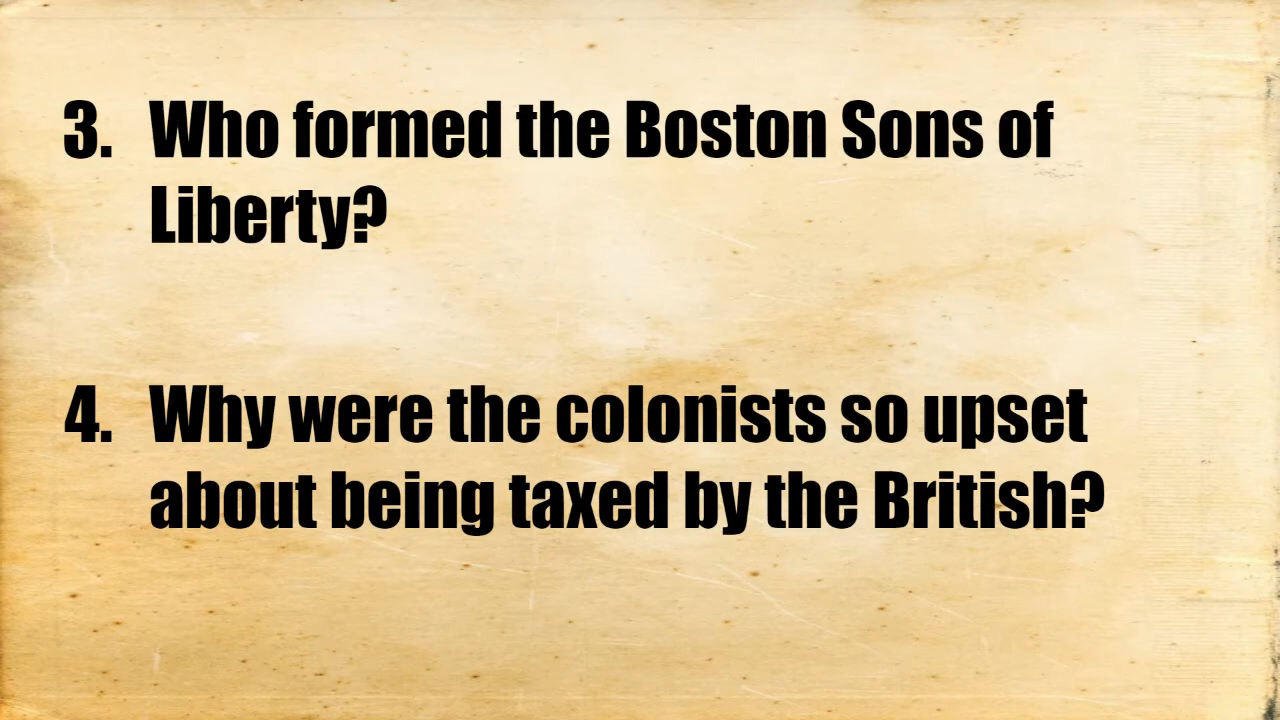 3. Who formed the Boston Sons of
Liberty?
4. Why were the colonists so upset
about being taxed by the British?